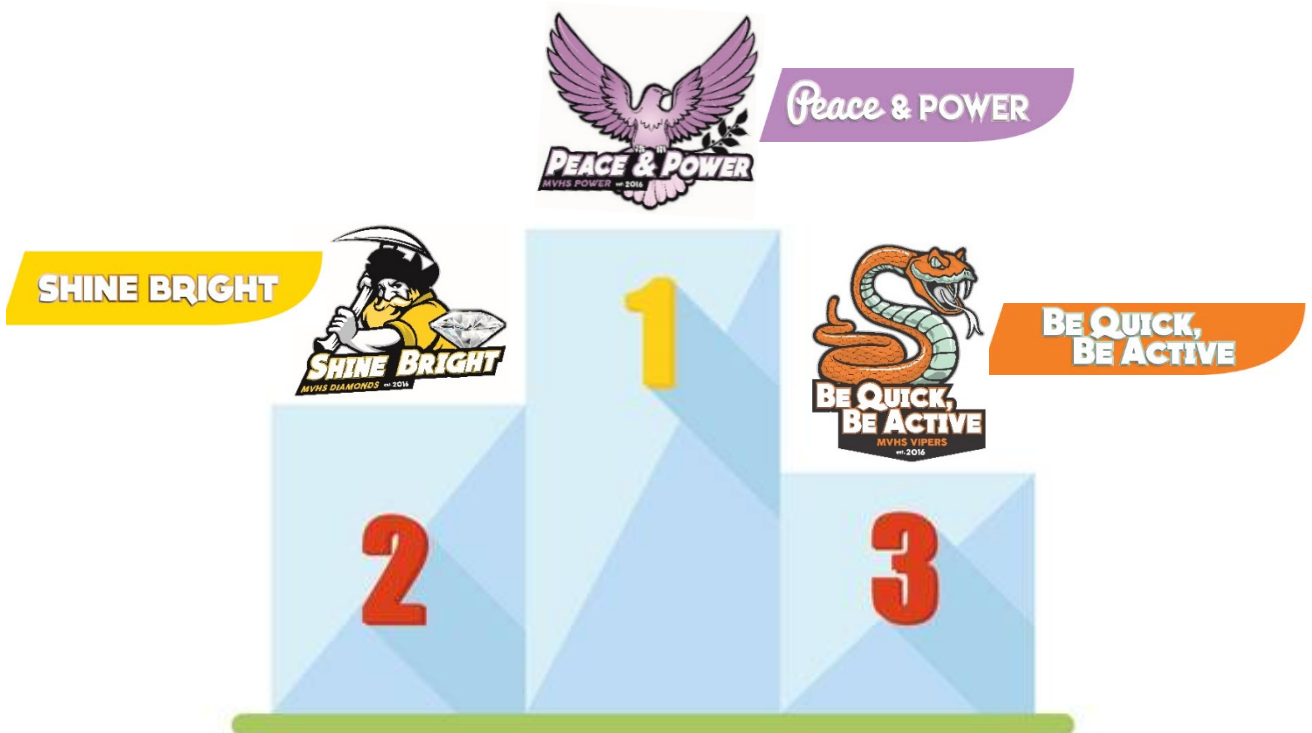 PEACE & POWER
MVHS POWER est. 2016
Peace & POWER
SHINE BRIGHT
SHINE BRIGHT
MVHS DIAMONDS est. 2016
BE QUICK,
BE ACTIVE
MVHS VIPERS
est. 2016
BE QUICK,
BE ACTIVE
1
2
3